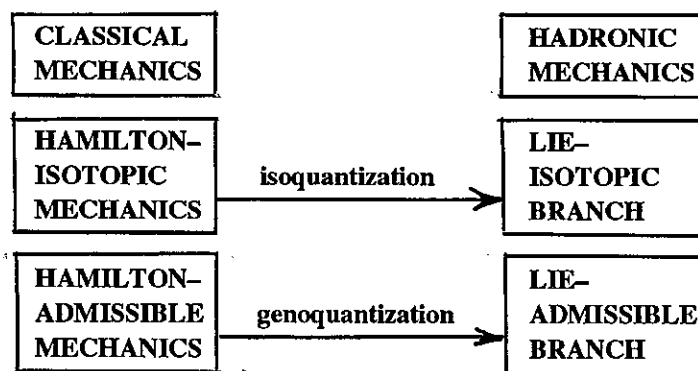 CLASSICAL
MECHANICS
HADRONIC
MECHANICS
HAMILTON–
ISOTOPIC
MECHANICS
isoquantization
LIE–
ISOTOPIC
BRANCH
HAMILTON–
ADMISSIBLE
MECHANICS
genoquantization
LIE–
ADMISSIBLE
BRANCH